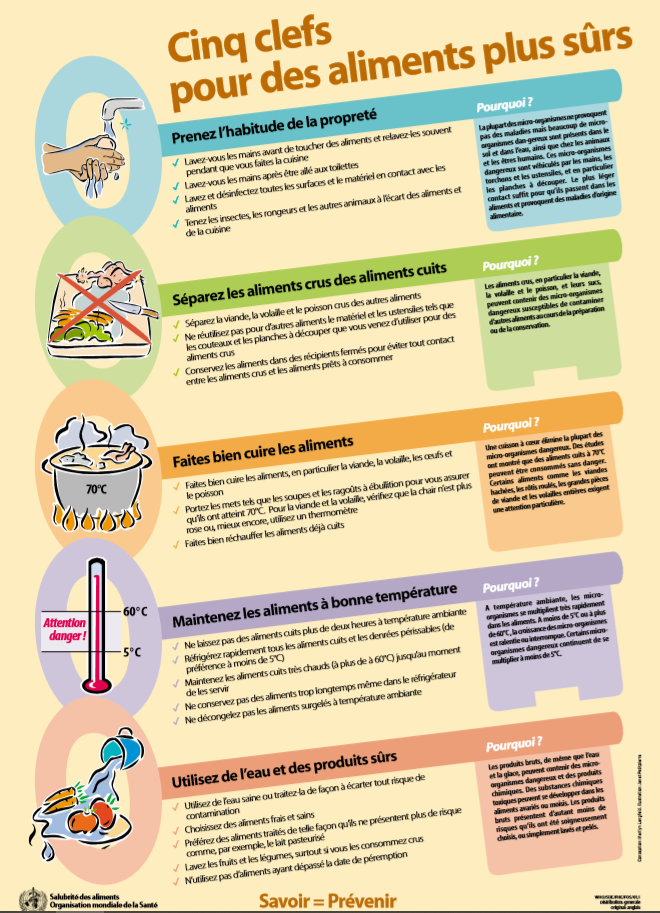 Cinq clefs
pour des aliments plus sûrs
Prenez l'habitude de la propreté
Lavez-vous les mains avant de toucher des aliments et relavez-les souvent
pendant que vous faites la cuisine
Lavez-vous les mains après être allé aux toilettes
Lavez et désinfectez toutes les surfaces et le matériel en contact avec les
aliments
Tenez les insectes, les rongeurs et les autres animaux à l'écart des aliments et
de la cuisine
Pourquoi ?
La plupart des micro-organismes ne provoquent
pas des maladies mais beaucoup de micro-
organismes dan-gereux sont présents dans le
sol et dans l'eau, ainsi que chez les animaux
et les êtres humains. Ces micro-organismes
dangereux sont véhiculés par les mains, les
torchons et les ustensiles, et en particulier
les planches à découper. Le plus léger
contact suffit pour qu'ils passent dans les
aliments et provoquent des maladies d'origine
alimentaire.
Séparez les aliments crus des aliments cuits
Séparez la viande, la volaille et le poisson crus des autres aliments
Ne réutilisez pas pour d'autres aliments le matériel et les ustensiles tels que
les couteaux et les planches à découper que vous venez d'utiliser pour des
aliments crus
Conservez les aliments dans des récipients fermés pour éviter tout contact
entre les aliments crus et les aliments prêts à consommer
Pourquoi ?
Les aliments crus, en particulier la viande,
la volaille et le poisson, et leurs sucs,
peuvent contenir des micro-organismes
dangereux susceptibles de contaminer
d'autres aliments au cours de la préparation
ou de la conservation.
70°C
Faites bien cuire les aliments
Faites bien cuire les aliments, en particulier la viande, la volaille, les œufs et
le poisson
Portez les mets tels que les soupes et les ragoûts à ébullition pour vous assurer
qu'ils ont atteint 70°C. Pour la viande et la volaille, vérifiez que la chair n'est plus
rose ou, mieux encore, utilisez un thermomètre
Faites bien réchauffer les aliments déjà cuits
Pourquoi ?
Une cuisson à cœur élimine la plupart des
micro-organismes dangereux. Des études
ont montré que des aliments cuits à 70°C
peuvent être consommés sans danger.
Certains aliments comme les viandes
hachées, les rôtis roulés, les grandes pièces
de viande et les volailles entières exigent
une attention particulière.
Attention
danger !
60°C
5°C
Maintenez les aliments à bonne température
Ne laissez pas des aliments cuits plus de deux heures à température ambiante
Réfrigérez rapidement tous les aliments cuits et les denrées périssables (de
préférence à moins de 5°C)
Maintenez les aliments cuits très chauds (à plus de à 60°C) jusqu'au moment
de les servir
Ne conservez pas des aliments trop longtemps même dans le réfrigérateur
Ne décongelez pas les aliments surgelés à température ambiante
Pourquoi ?
A température ambiante, les micro-
organismes se multiplient très rapidement
dans les aliments. A moins de 5°C ou à plus
de 60°C, la croissance des micro-organismes
est ralentie ou interrompue. Certains micro-
organismes dangereux continuent de se
multiplier à moins de 5°C.
Utilisez de l'eau et des produits sûrs
Utilisez de l'eau saine ou traitez-la de façon à écarter tout risque de
contamination
Choisissez des aliments frais et sains
Préférez des aliments traités de telle façon qu'ils ne présentent plus de risque
comme, par exemple, le lait pasteurisé
Lavez les fruits et les légumes, surtout si vous les consommez crus
N'utilisez pas d'aliments ayant dépassé la date de péremption
Pourquoi ?
Les produits bruts, de même que l'eau
et la glace, peuvent contenir des micro-
organismes dangereux et des produits
chimiques. Des substances chimiques
toxiques peuvent se développer dans les
aliments avariés ou moisis. Les produits
bruts présentent d'autant moins de
risques qu'ils ont été soigneusement
choisis, ou simplement lavés et pelés.
Salubrité des aliments
Organisation mondiale de la Santé
Savoir = Prévenir
Distribution: générale
original: anglais